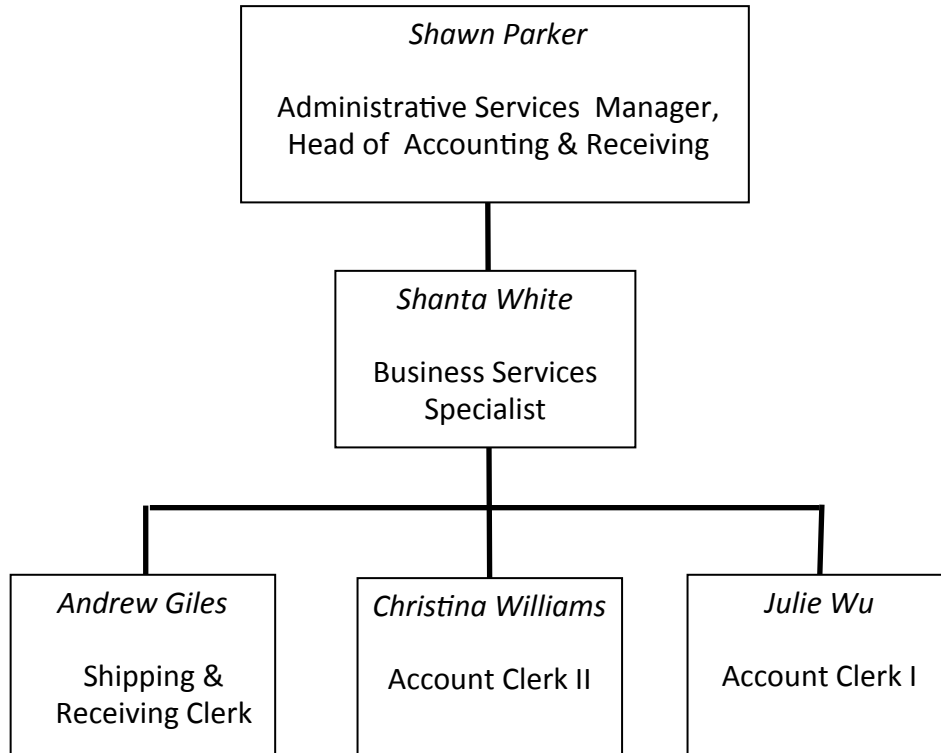 Shawn Parker
Administrative Services Manager,
Head of Accounting & Receiving
Shanta White
Business Services
Specialist
Andrew Giles
Shipping &
Receiving Clerk
Christina Williams
Account Clerk II
Julie Wu
Account Clerk I